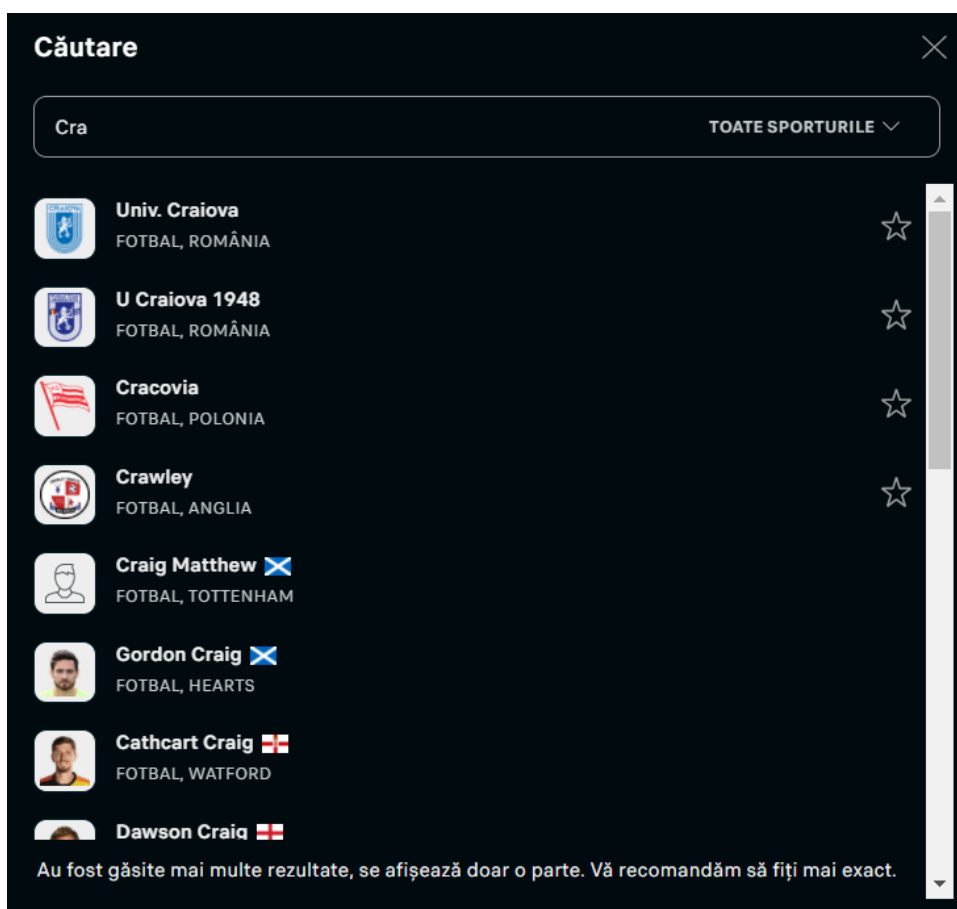 Căutare
Cra TOATE SPORTURILE
Univ. Craiova
FOTBAL, ROMÂNIA
U Craiova 1948
FOTBAL, ROMÂNIA
Cracovia
FOTBAL, POLONIA
Crawley
FOTBAL, ANGLIA
Craig Matthew
FOTBAL, TOTTENHAM
Gordon Craig
FOTBAL, HEARTS
Cathcart Craig
FOTBAL, WATFORD
Dawson Craig
Au fost găsite mai multe rezultate, se afișează doar o parte. Vă recomandăm să fiți mai exact.